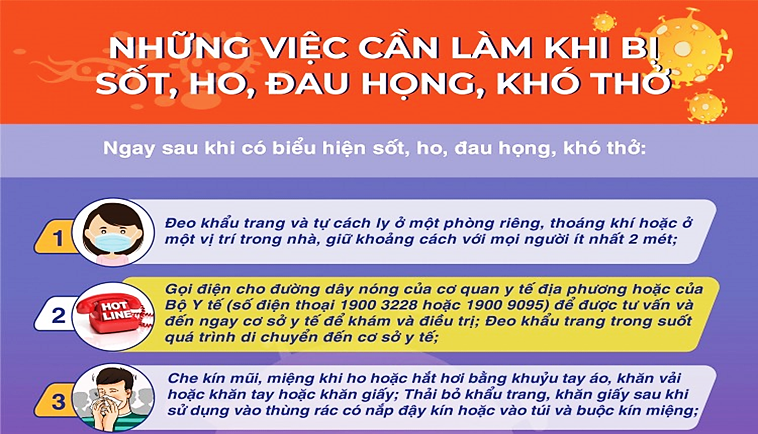 NHỮNG VIỆC CẦN LÀM KHI BỊ
SỐT, HO, ĐAU HỌNG, KHÓ THỞ
Ngay sau khi có biểu hiện sốt, ho, đau họng, khó thở:
1
Đeo khẩu trang và tự cách ly ở một phòng riêng, thoáng khí hoặc ở
một vị trí trong nhà, giữ khoảng cách với mọi người ít nhất 2 mét;
2
HOT
LINE
Gọi điện cho đường dây nóng của cơ quan y tế địa phương hoặc của
Bộ Y tế (số điện thoại 1900 3228 hoặc 1900 9095) để được tư vấn và
đến ngay cơ sở y tế để khám và điều trị; Đeo khẩu trang trong suốt
quá trình di chuyển đến cơ sở y tế;
3
Che kín mũi, miệng khi ho hoặc hắt hơi bằng khuỷu tay áo, khăn vải
hoặc khăn tay hoặc khăn giấy; Thải bỏ khẩu trang, khăn giấy sau khi
sử dụng vào thùng rác có nắp đậy kín hoặc vào túi và buộc kín miệng;